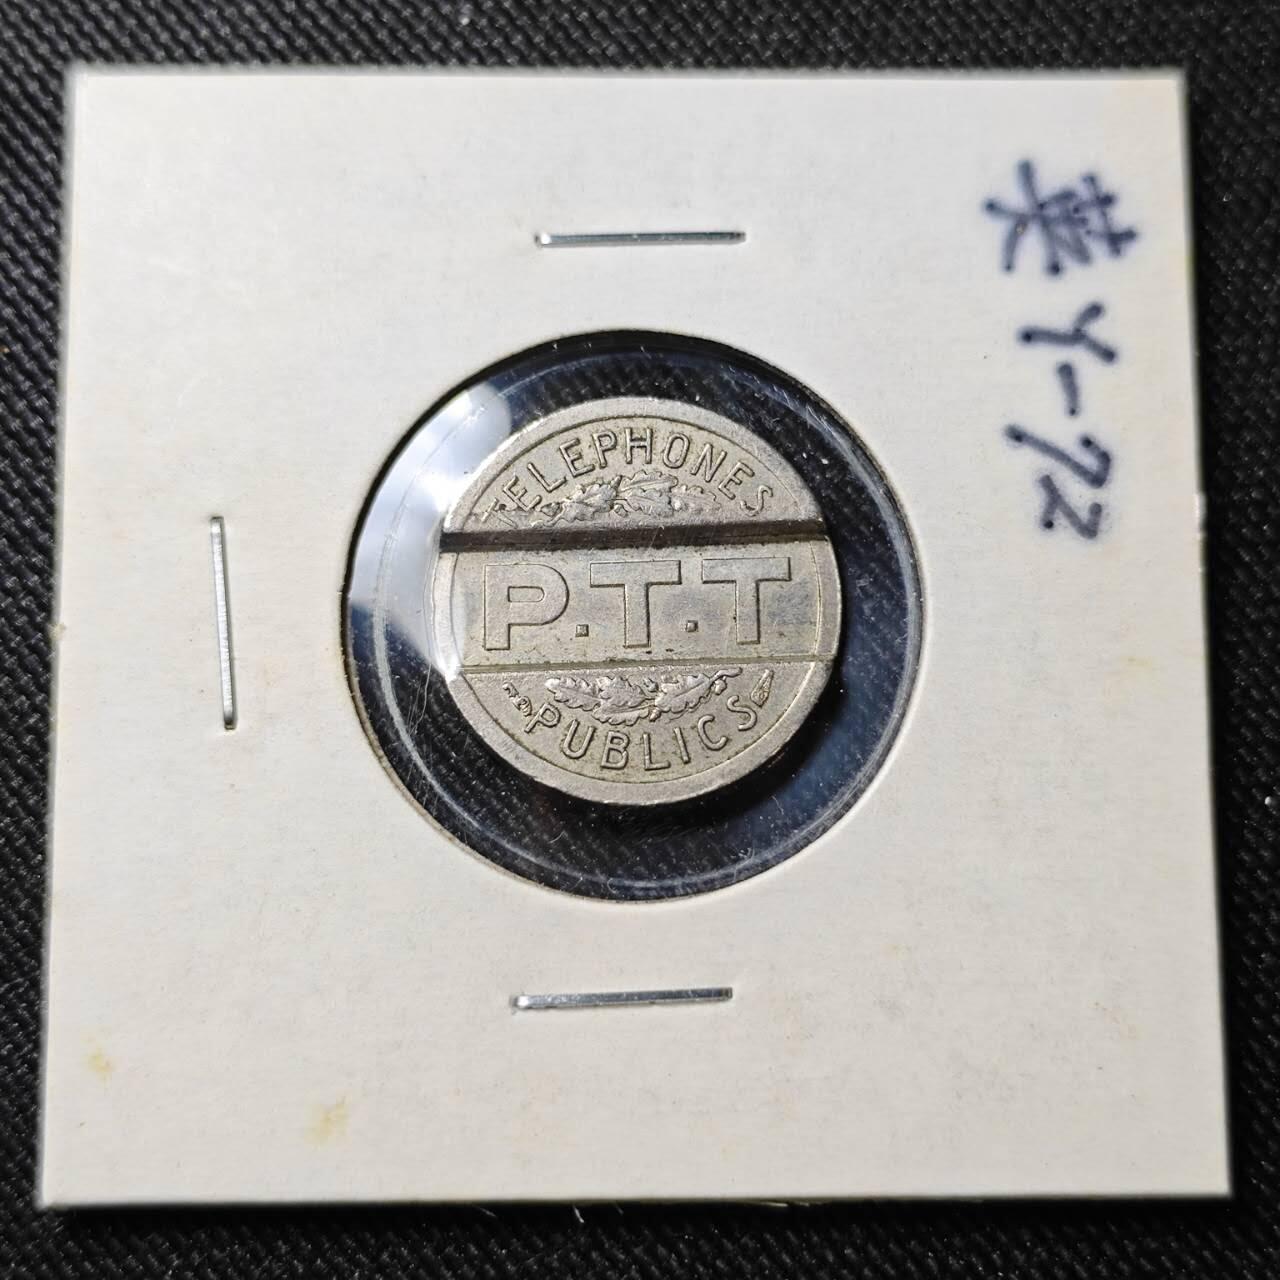 TELEPHONES
P.T.T
PUBLICS
英Y-72